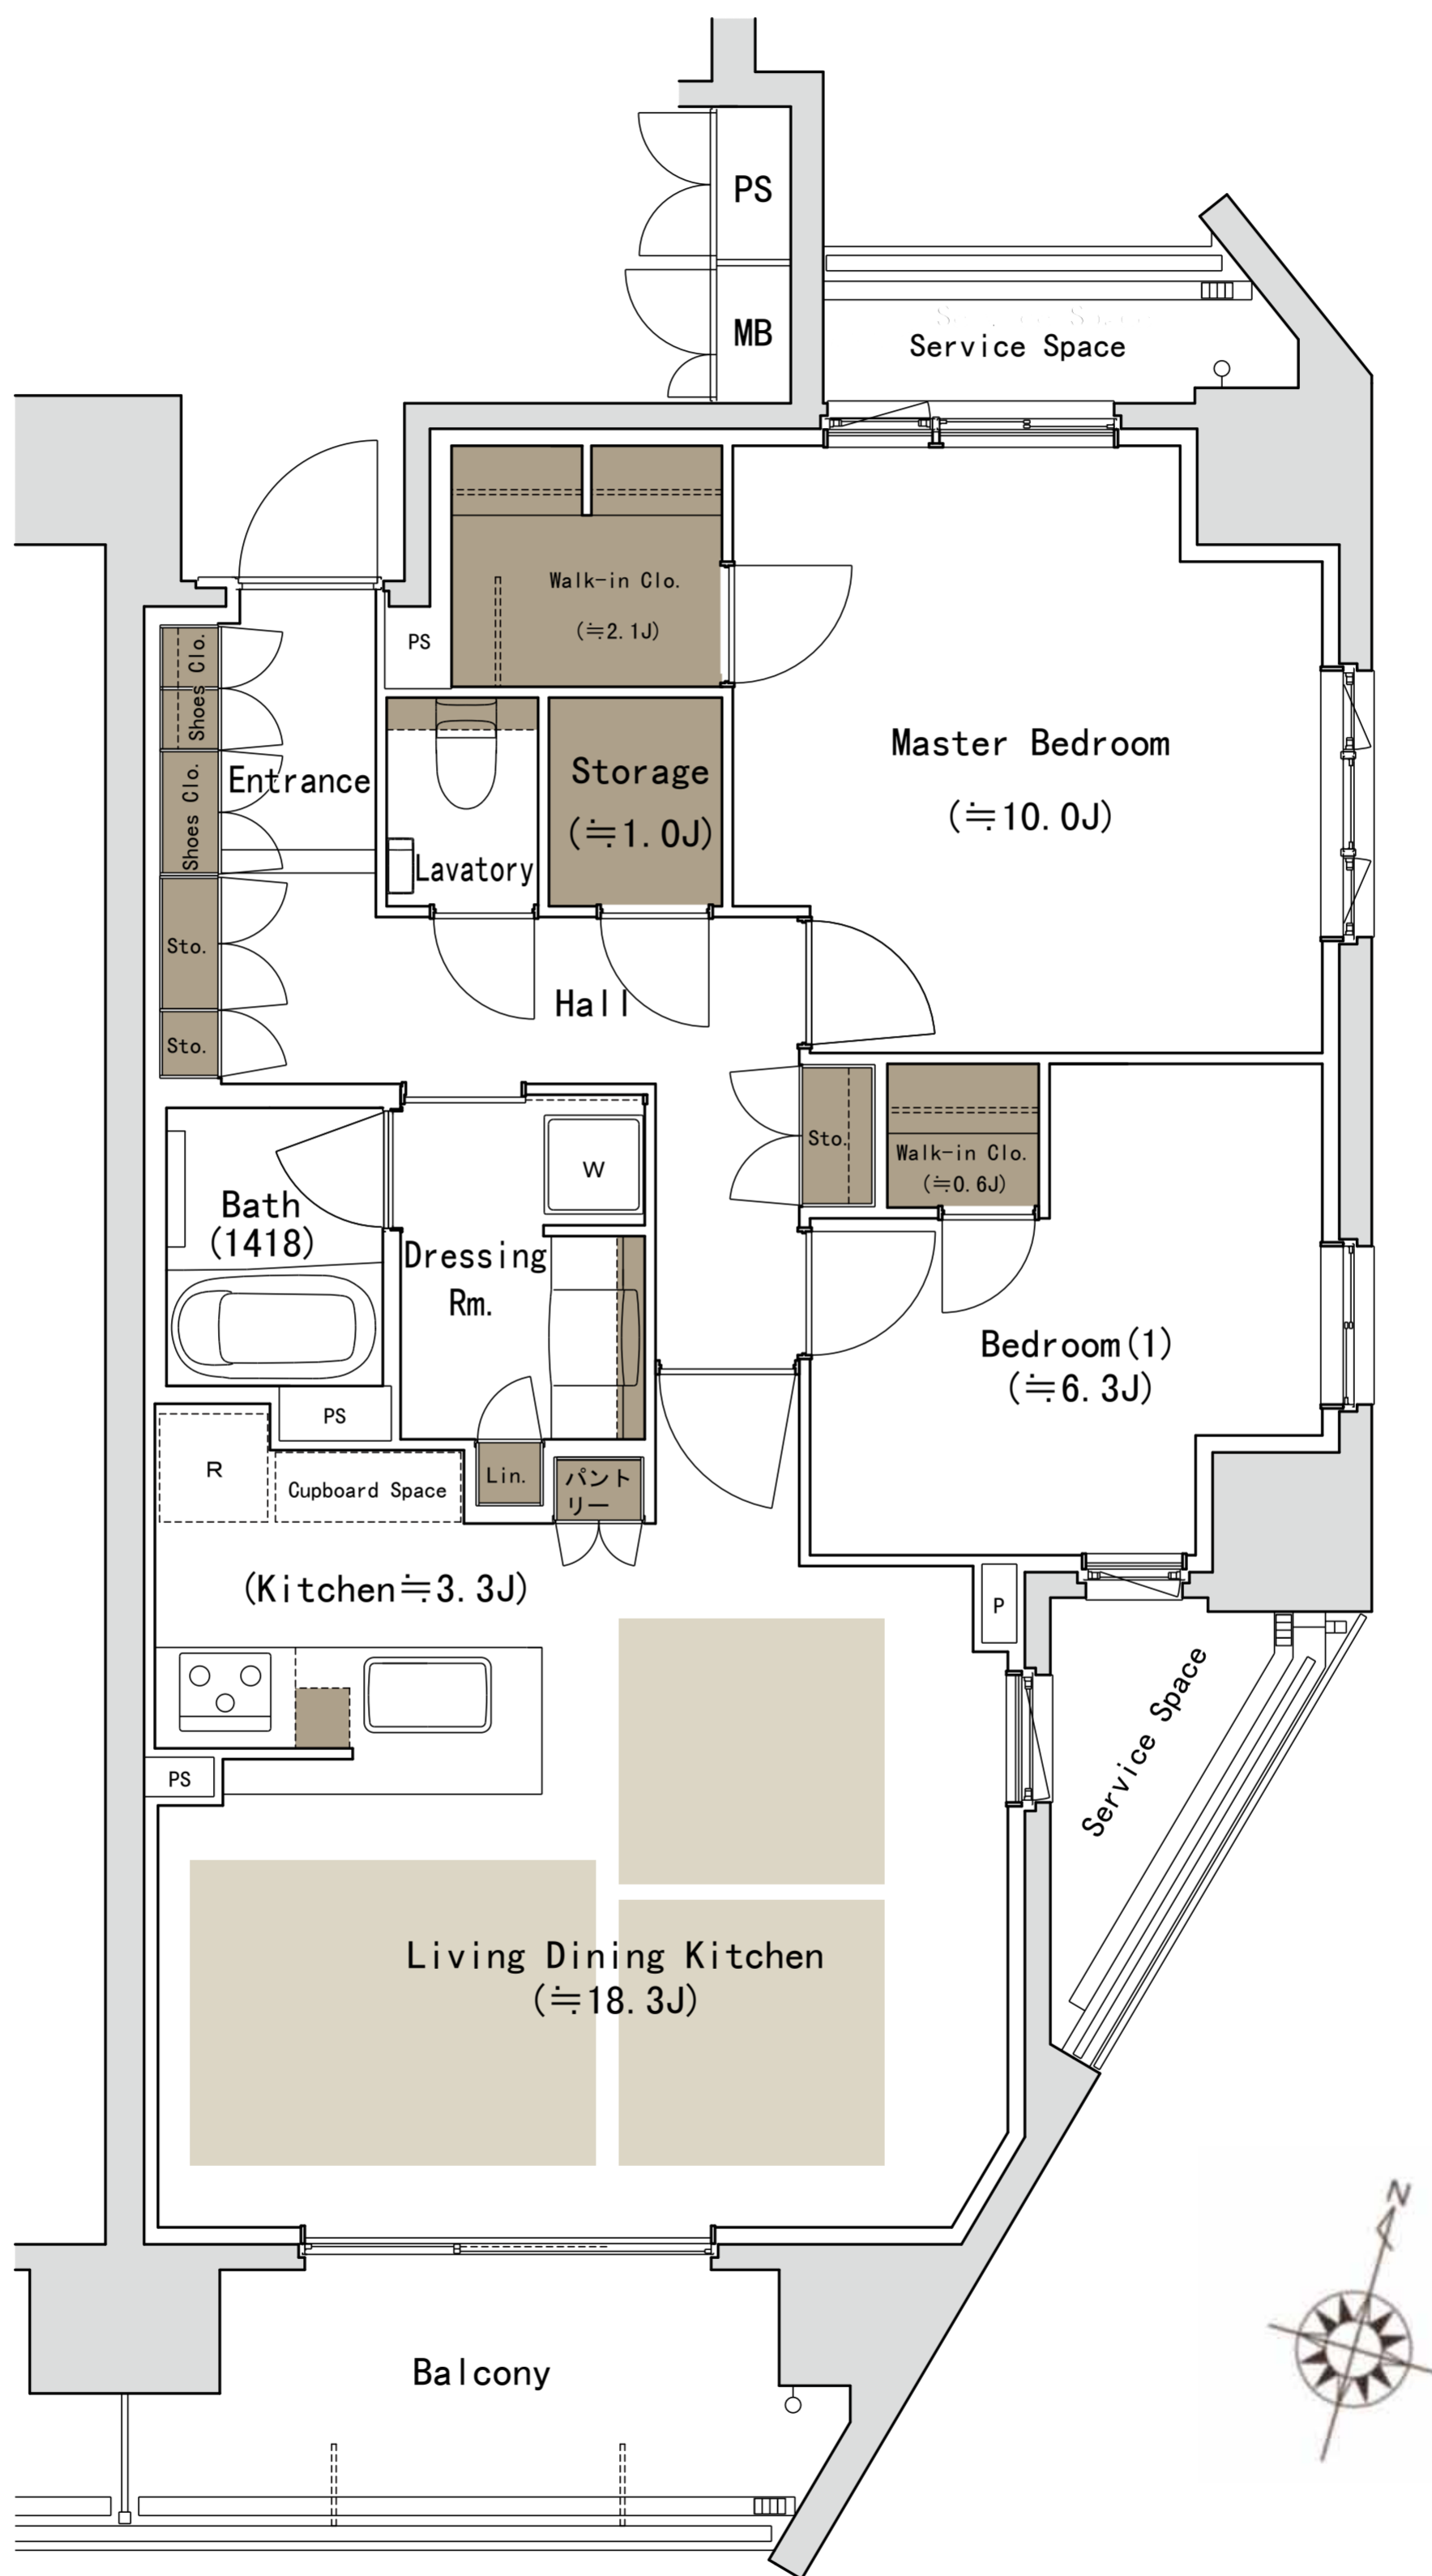 PS
MB
Service Space
Walk-in Clo.
(≒2.1J)
PS
Shoes Clo.
Shoes Clo.
Entrance
Storage
(≒1.0J)
Lavatory
Master Bedroom
(≒10.0J)
Sto.
Sto.
Hall
Sto.
Walk-in Clo.
(≒0.6J)
W
Bath
(1418)
Dressing
Rm.
Bedroom(1)
(≒6.3J)
PS
R
Cupboard Space
Lin.
パント
リー
(Kitchen≒3.3J)
P
Service Space
PS
Living Dining Kitchen
(≒18.3J)
N
Balcony